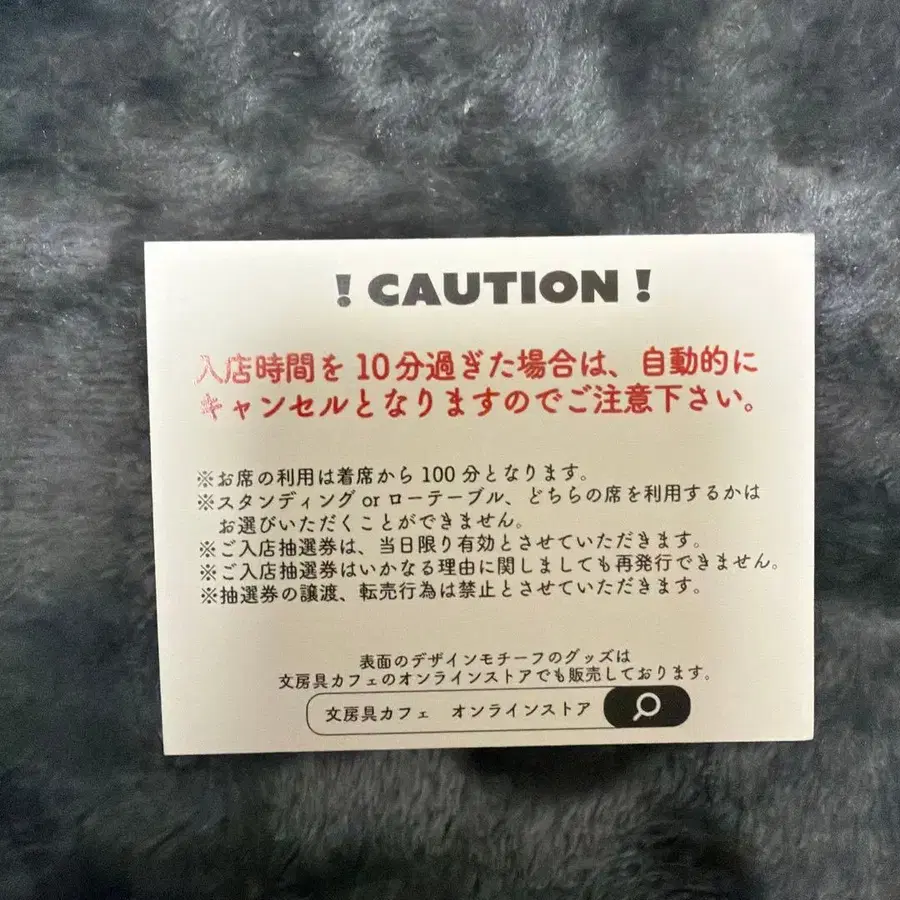 ! CAUTION !
入店時間を10分過ぎた場合は、自動的に
キャンセルとなりますのでご注意下さい。
※お席の利用は着席から100分となります。
※スタンディング or ローテーブル、どちらの席を利用するかは
お選びいただくことができません。
※ご入店抽選券は、当日限り有効とさせていただきます。
※ご入店抽選券はいかなる理由に関しましても再発行できません。
※抽選券の譲渡、転売行為は禁止とさせていただきます。
表面のデザインモチーフのグッズは
文房具カフェのオンラインストアでも販売しております。
文房具カフェ オンラインストア